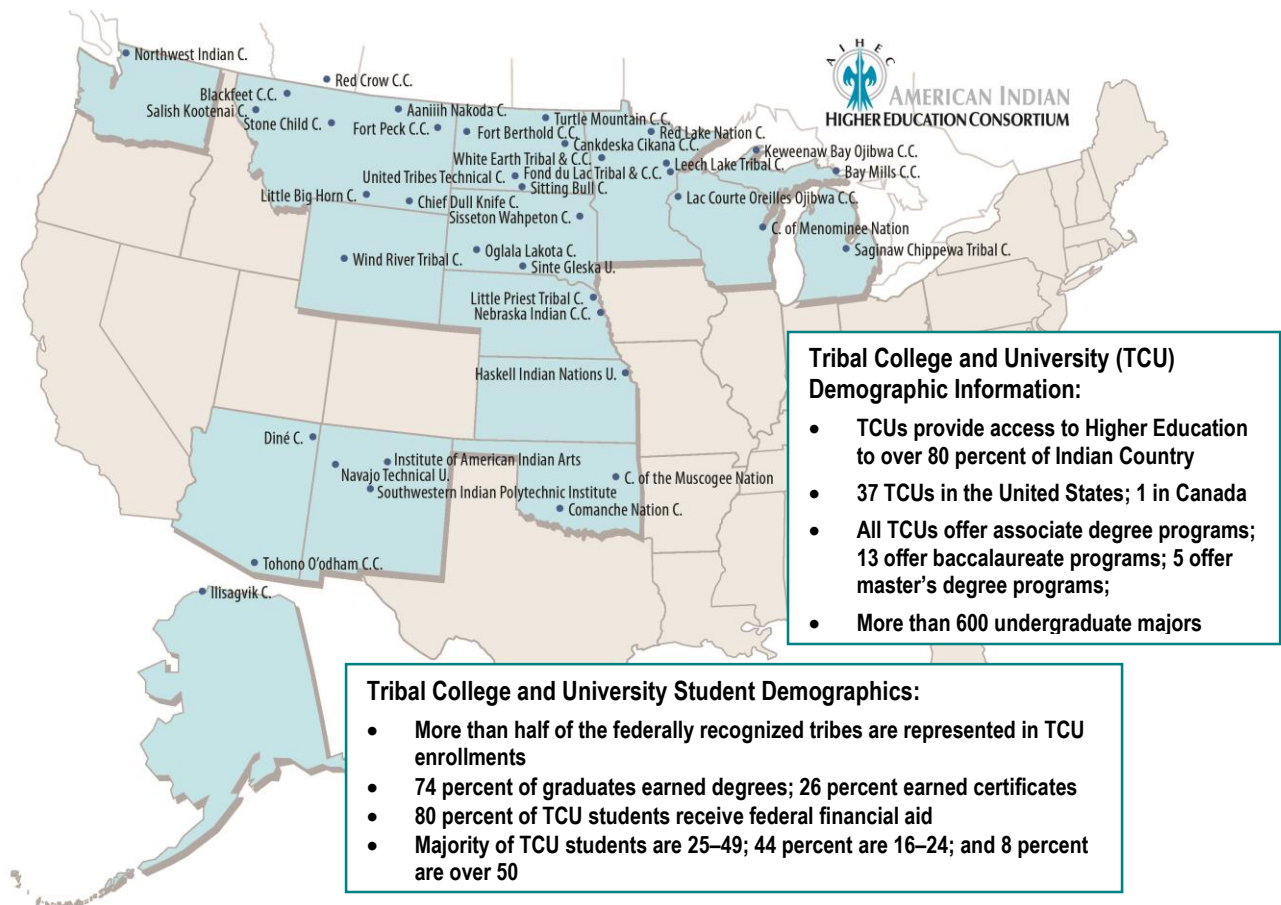 Northwest Indian C.
Red Crow C.C.
Blackfeet C.C.
Salish Kootenai C.
Stone Child C.
Aaniiih Nakoda C.
Fort Peck C.C.
Turtle Mountain C.C.
Fort Berthold C.C.
Red Lake Nation C.
Cankdeska Cikana C.C.
White Earth Tribal & C.C.
Leech Lake Tribal C.
United Tribes Technical C.
Fond du Lac Tribal & C.C.
Sitting Bull C.
Keweenaw Bay Ojibwa C.C.
Bay Mills C.C.
Little Big Horn C.
Chief Dull Knife C.
Lac Courte Oreilles Ojibwa C.C.
Sisseton Wahpeton C.
C. of Menominee Nation
Saginaw Chippewa Tribal C.
Wind River Tribal C.
Oglala Lakota C.
Sinte Gleska U.
Little Priest Tribal C.
Nebraska Indian C.C.
Haskell Indian Nations U.
Diné C.
Institute of American Indian Arts
Navajo Technical U.
Southwestern Indian Polytechnic Institute
C. of the Muscogee Nation
Comanche Nation C.
Tohono O'odham C.C.
Ilisagvik C.
AIHEC
AMERICAN INDIAN
HIGHER EDUCATION CONSORTIUM
Tribal College and University (TCU)
Demographic Information:
• TCUs provide access to Higher Education
to over 80 percent of Indian Country
• 37 TCUs in the United States; 1 in Canada
• All TCUs offer associate degree programs;
13 offer baccalaureate programs; 5 offer
master's degree programs;
• More than 600 undergraduate majors
Tribal College and University Student Demographics:
• More than half of the federally recognized tribes are represented in TCU
enrollments
• 74 percent of graduates earned degrees; 26 percent earned certificates
• 80 percent of TCU students receive federal financial aid
• Majority of TCU students are 25–49; 44 percent are 16–24; and 8 percent
are over 50